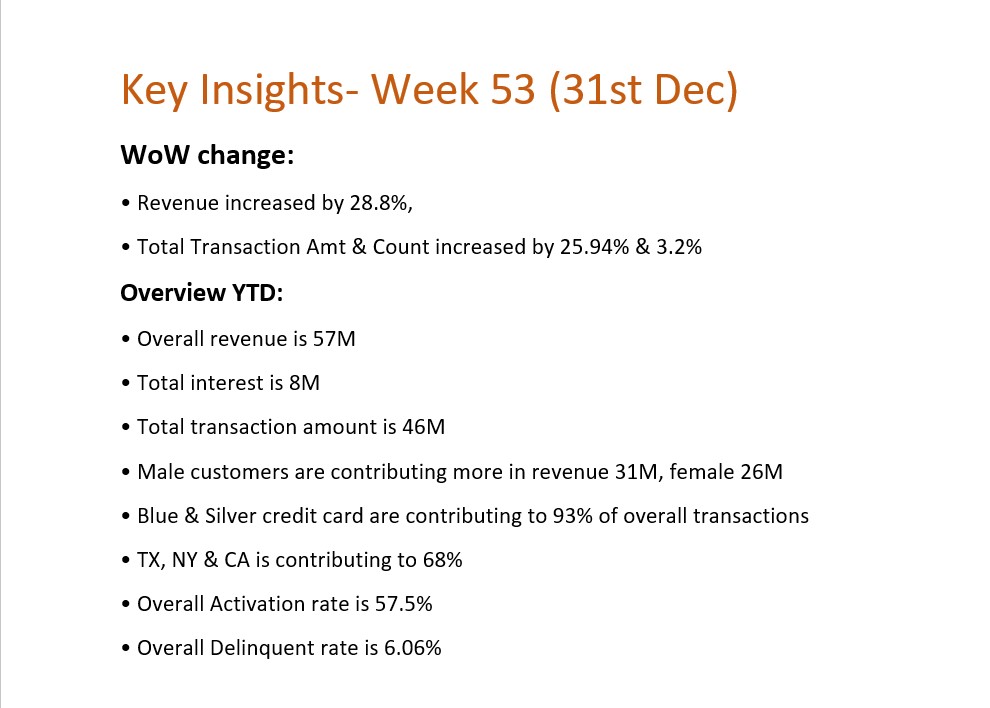 Key Insights- Week 53 (31st Dec)
WoW change:
• Revenue increased by 28.8%,
• Total Transaction Amt & Count increased by 25.94% & 3.2%
Overview YTD:
• Overall revenue is 57M
• Total interest is 8M
• Total transaction amount is 46M
• Male customers are contributing more in revenue 31M, female 26M
• Blue & Silver credit card are contributing to 93% of overall transactions
• TX, NY & CA is contributing to 68%
• Overall Activation rate is 57.5%
• Overall Delinquent rate is 6.06%